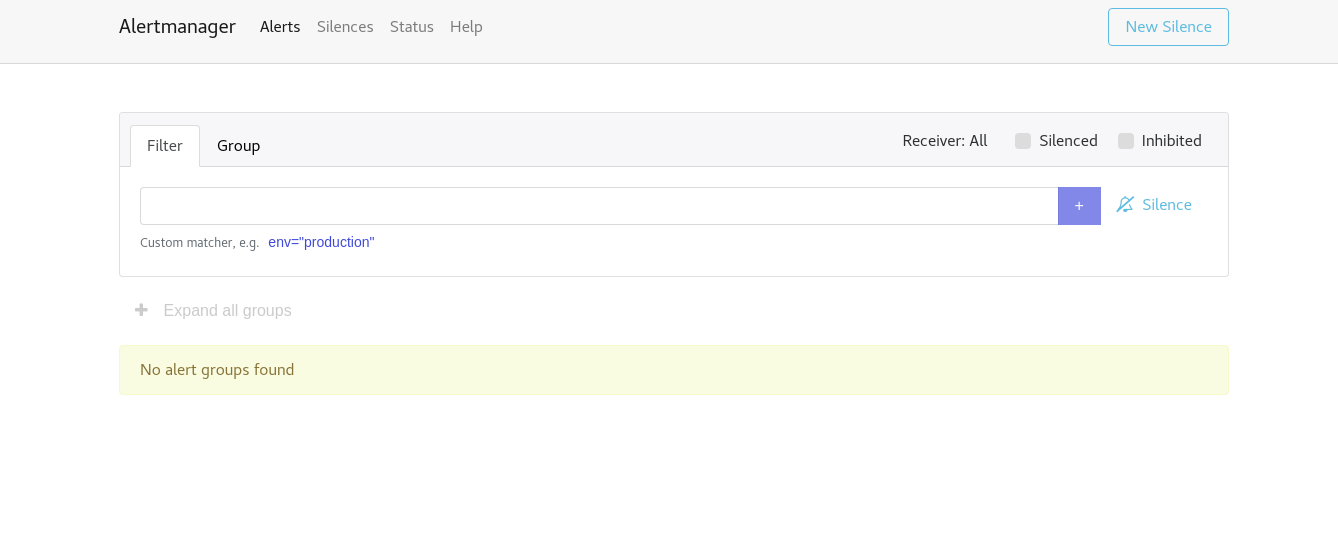 Alertmanager Alerts Silences Status Help New Silence
Filter Group Receiver: All Silenced Inhibited
+ Silence
Custom matcher, e.g. env="production"
Expand all groups
No alert groups found